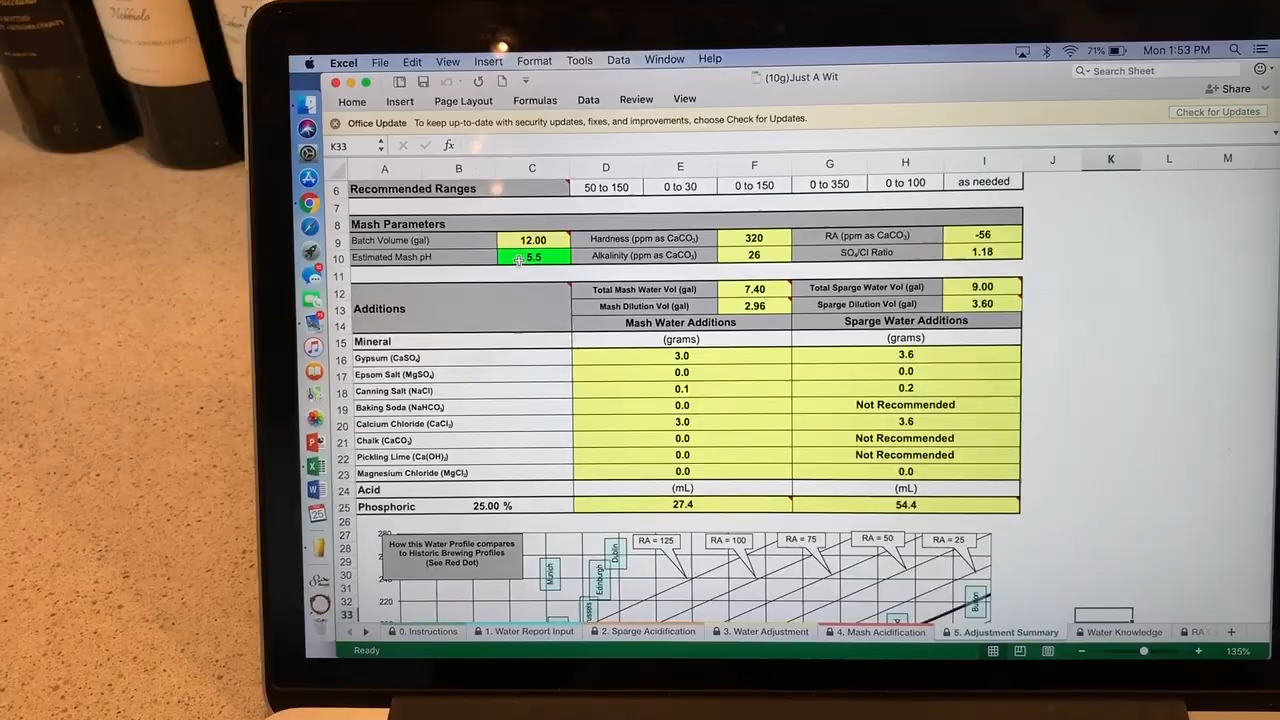 Nebbiolo
Excel File Edit View Insert Format Tools Data Window Help 71% Mon 1:53 PM
(10g)Just A Wit
Search Sheet
Home Insert Page Layout Formulas Data Review View Share
Office Update To keep up-to-date with security updates, fixes, and improvements, choose Check for Updates. Check for Updates
K33 fx
A B C D E F G H I J K L M
6 Recommended Ranges 50 to 150 0 to 30 0 to 150 0 to 350 0 to 100 as needed
7
8 Mash Parameters
9 Batch Volume (gal) 12.00 Hardness (ppm as CaCO₃) 320 RA (ppm as CaCO₃) -56
10 Estimated Mash pH 5.5 Alkalinity (ppm as CaCO₃) 26 SO₄/Cl Ratio 1.18
11
12 Total Mash Water Vol (gal) 7.40 Total Sparge Water Vol (gal) 9.00
13 Additions Mash Dilution Vol (gal) 2.96 Sparge Dilution Vol (gal) 3.60
14 Mash Water Additions Sparge Water Additions
15 Mineral (grams) (grams)
16 Gypsum (CaSO₄) 3.0 3.6
17 Epsom Salt (MgSO₄) 0.0 0.0
18 Canning Salt (NaCl) 0.1 0.2
19 Baking Soda (NaHCO₃) 0.0 Not Recommended
20 Calcium Chloride (CaCl₂) 3.0 3.6
21 Chalk (CaCO₃) 0.0 Not Recommended
22 Pickling Lime (Ca(OH)₂) 0.0 Not Recommended
23 Magnesium Chloride (MgCl₂) 0.0 0.0
24 Acid (mL) (mL)
25 Phosphoric 25.00 % 27.4 54.4
26
27 280 RA = 125 RA = 100 RA = 75 RA = 50 RA = 25
How this Water Profile compares
28 to Historic Brewing Profiles
(See Red Dot)
29 Munich Edinburgh Dublin
30
31 Burton
32 220
33
0. Instructions 1. Water Report Input 2. Sparge Acidification 3. Water Adjustment 4. Mash Acidification 5. Adjustment Summary Water Knowledge RA +
Ready 135%